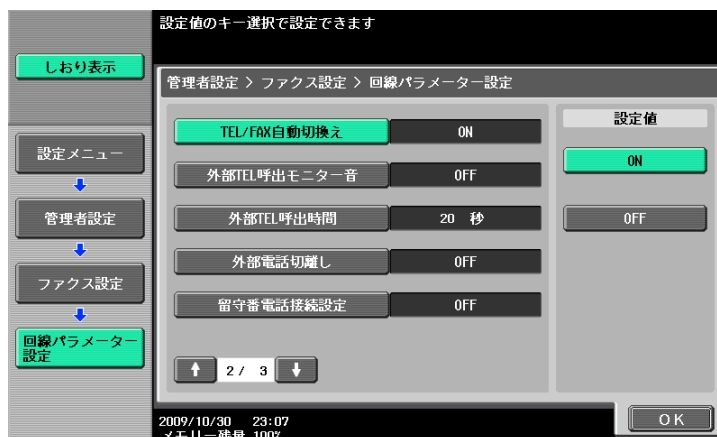 設定値のキー選択で設定できます
しおり表示
設定メニュー
管理者設定
ファクス設定
回線パラメーター
設定
管理者設定 > ファクス設定 > 回線パラメーター設定
TEL/FAX自動切換え ON
外部TEL呼出モニター音 OFF
外部TEL呼出時間 20 秒
外部電話切離し OFF
留守番電話接続設定 OFF
↑ 2/ 3 ↓
設定値
ON
OFF
2009/10/30 23:07
メモリー残量 100%
OK